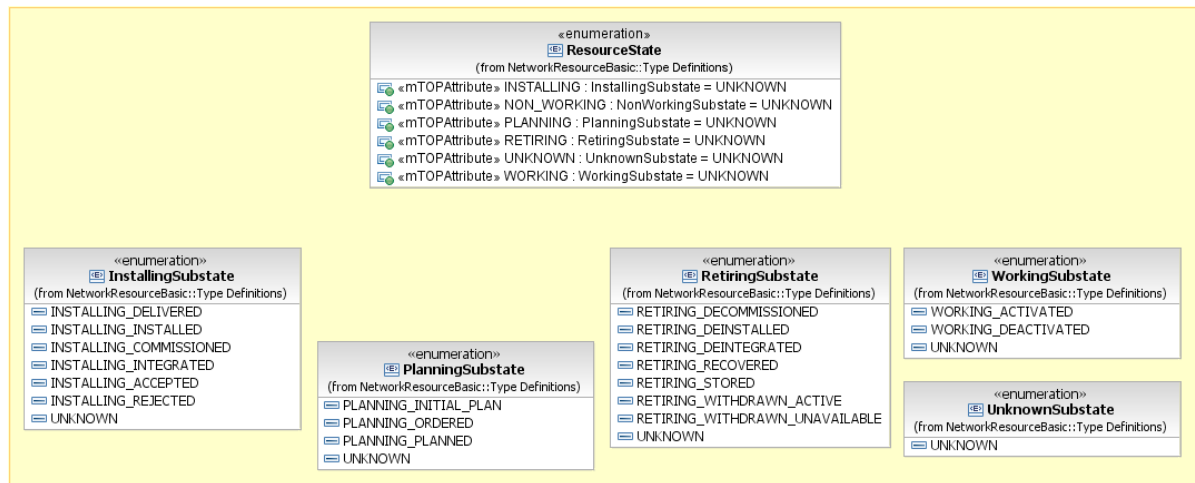 «enumeration»
ResourceState
(from NetworkResourceBasic::Type Definitions)
«mTOPAttribute» INSTALLING : InstallingSubstate = UNKNOWN
«mTOPAttribute» NON_WORKING : NonWorkingSubstate = UNKNOWN
«mTOPAttribute» PLANNING : PlanningSubstate = UNKNOWN
«mTOPAttribute» RETIRING : RetiringSubstate = UNKNOWN
«mTOPAttribute» UNKNOWN : UnknownSubstate = UNKNOWN
«mTOPAttribute» WORKING : WorkingSubstate = UNKNOWN
«enumeration»
InstallingSubstate
(from NetworkResourceBasic::Type Definitions)
INSTALLING_DELIVERED
INSTALLING_INSTALLED
INSTALLING_COMMISSIONED
INSTALLING_INTEGRATED
INSTALLING_ACCEPTED
INSTALLING_REJECTED
UNKNOWN
«enumeration»
PlanningSubstate
(from NetworkResourceBasic::Type Definitions)
PLANNING_INITIAL_PLAN
PLANNING_ORDERED
PLANNING_PLANNED
UNKNOWN
«enumeration»
RetiringSubstate
(from NetworkResourceBasic::Type Definitions)
RETIRING_DECOMMISSIONED
RETIRING_DEINSTALLED
RETIRING_DEINTEGRATED
RETIRING_RECOVERED
RETIRING_STORED
RETIRING_WITHDRAWN_ACTIVE
RETIRING_WITHDRAWN_UNAVAILABLE
UNKNOWN
«enumeration»
WorkingSubstate
(from NetworkResourceBasic::Type Definitions)
WORKING_ACTIVATED
WORKING_DEACTIVATED
UNKNOWN
«enumeration»
UnknownSubstate
(from NetworkResourceBasic::Type Definitions)
UNKNOWN